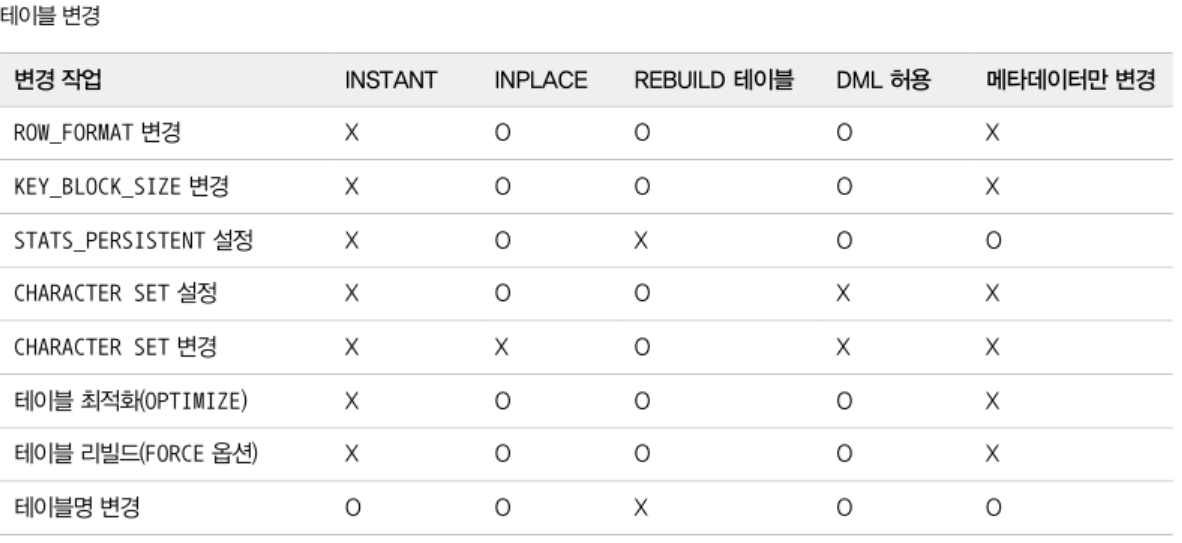 테이블 변경
변경 작업 INSTANT INPLACE REBUILD 테이블 DML 허용 메타데이터만 변경
ROW_FORMAT 변경 X O O O X
KEY_BLOCK_SIZE 변경 X O O O X
STATS_PERSISTENT 설정 X O X O O
CHARACTER SET 설정 X O O X X
CHARACTER SET 변경 X X O X X
테이블 최적화(OPTIMIZE) X O O O X
테이블 리빌드(FORCE 옵션) X O O O X
테이블명 변경 O O X O O